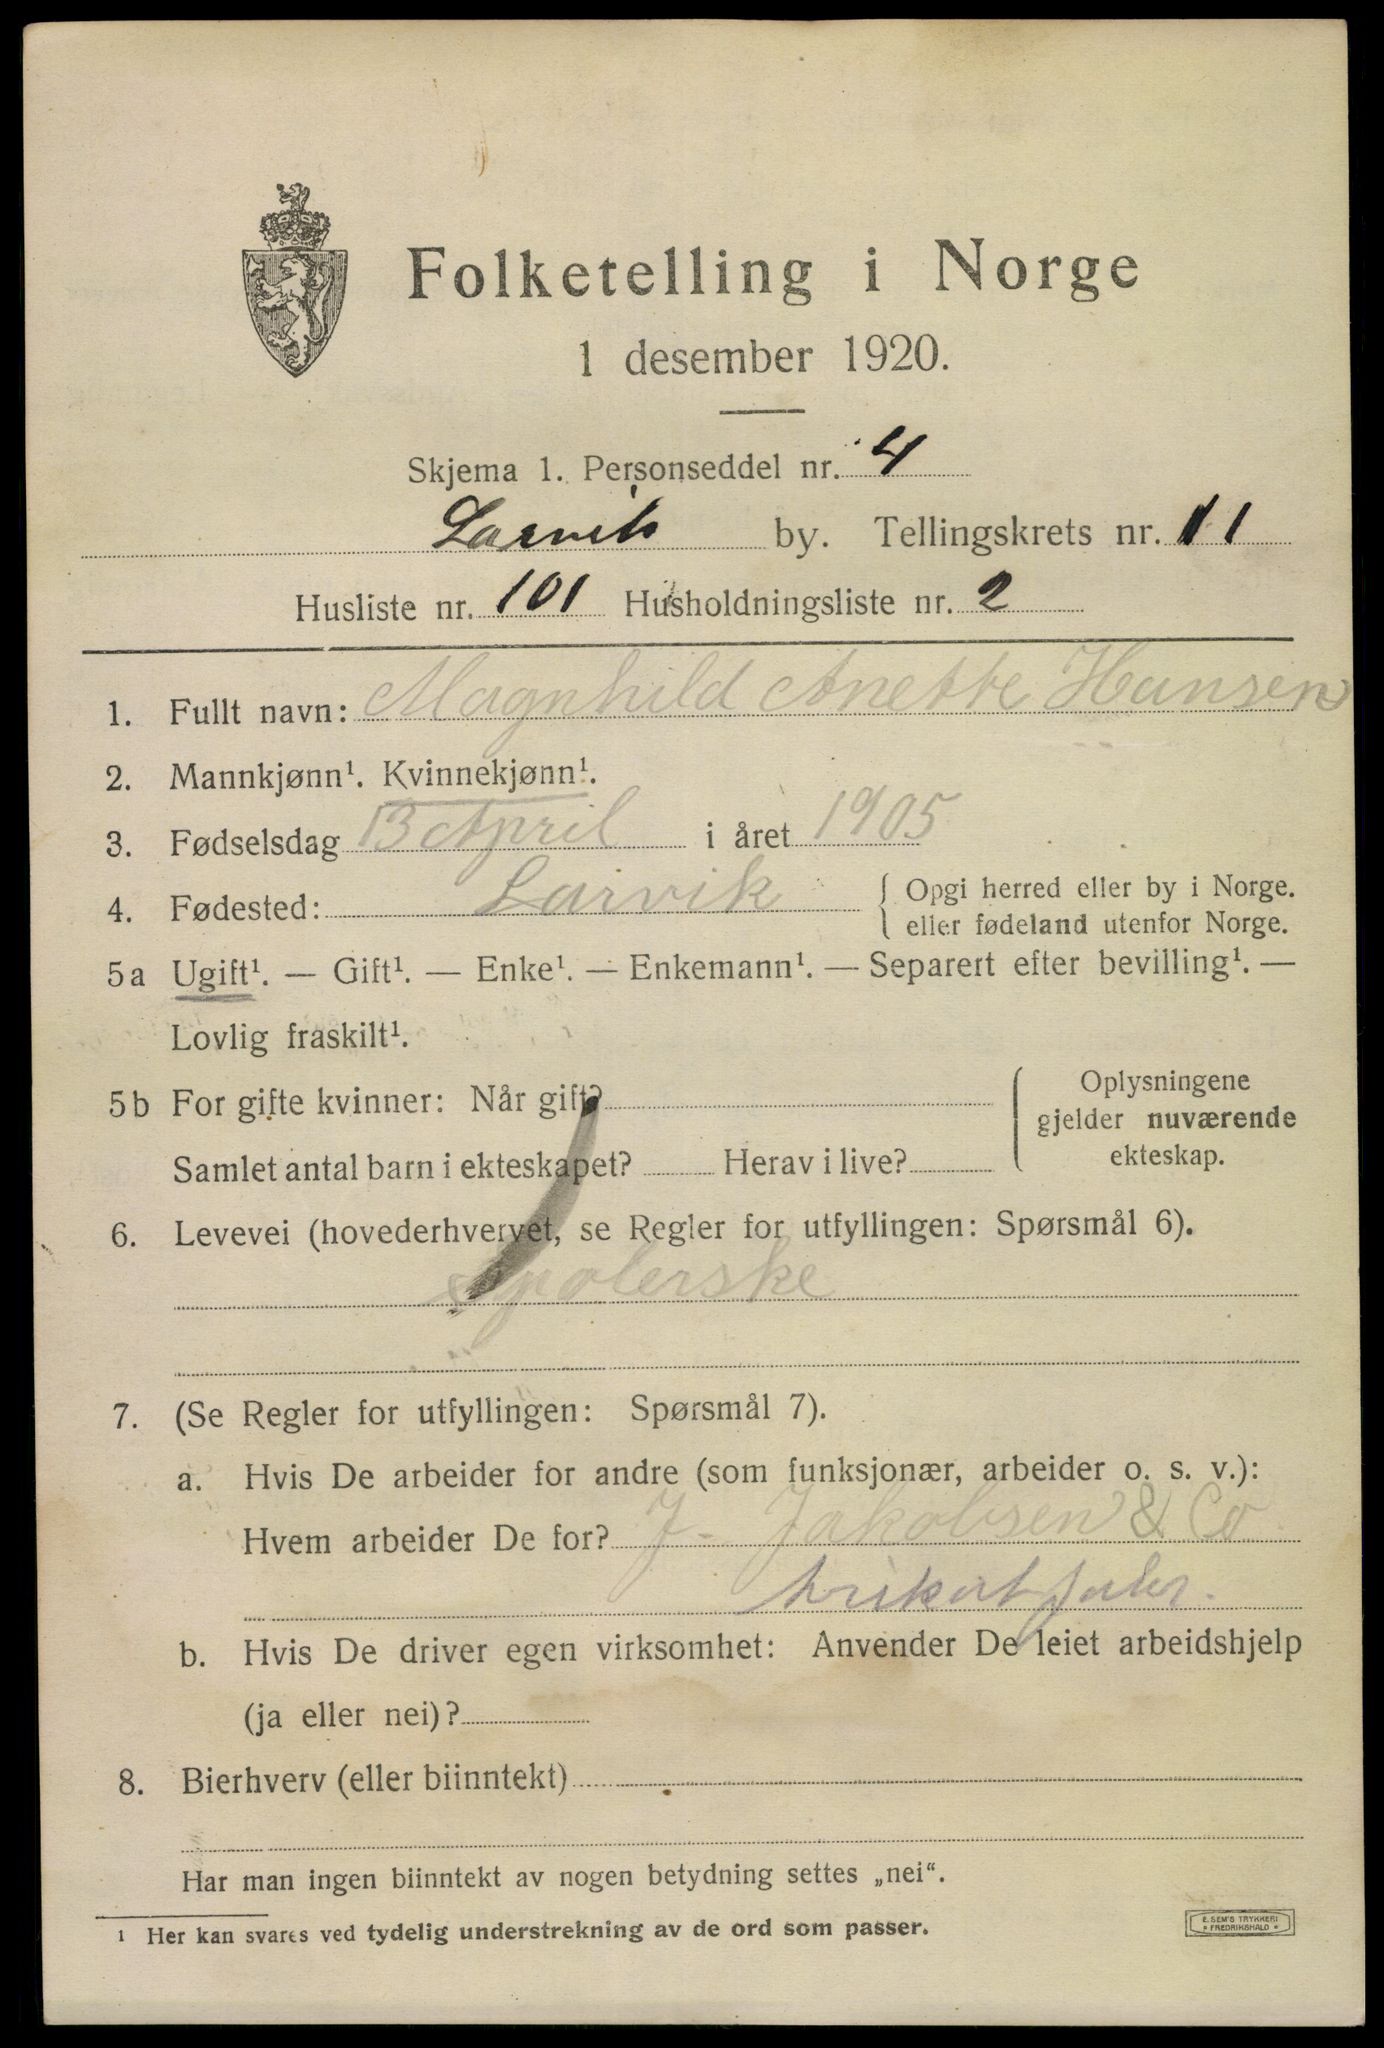 Folketelling i Norge
1 desember 1920.
Skjema 1. Personseddel nr. 4
Larvik by. Tellingskrets nr. 11
Husliste nr. 101 Husholdningsliste nr. 2
1. Fullt navn: Magnhild Anette Hansen
2. Mannkjønn¹. Kvinnekjønn¹.
3. Fødselsdag 13 April i året 1905
4. Fødested: Larvik { Opgi herred eller by i Norge.
eller fødeland utenfor Norge.
5a Ugift¹. — Gift¹. — Enke¹. — Enkemann¹. — Separert efter bevilling¹. —
Lovlig fraskilt¹.
5b For gifte kvinner: Når gift?
Samlet antal barn i ekteskapet? Herav i live?
Oplysningene
gjelder nuværende
ekteskap.
6. Levevei (hovederhvervet, se Regler for utfyllingen: Spørsmål 6).
Spolerske
7. (Se Regler for utfyllingen: Spørsmål 7).
a. Hvis De arbeider for andre (som funksjonær, arbeider o. s. v.):
Hvem arbeider De for? J. Jakobsen & Co
trikotfabr.
b. Hvis De driver egen virksomhet: Anvender De leiet arbeidshjelp
(ja eller nei)?
8. Bierhverv (eller biinntekt)
Har man ingen biinntekt av nogen betydning settes „nei“.
¹ Her kan svares ved tydelig understrekning av de ord som passer.
E. SEM'S TRYKKERI
FREDRIKSHALD